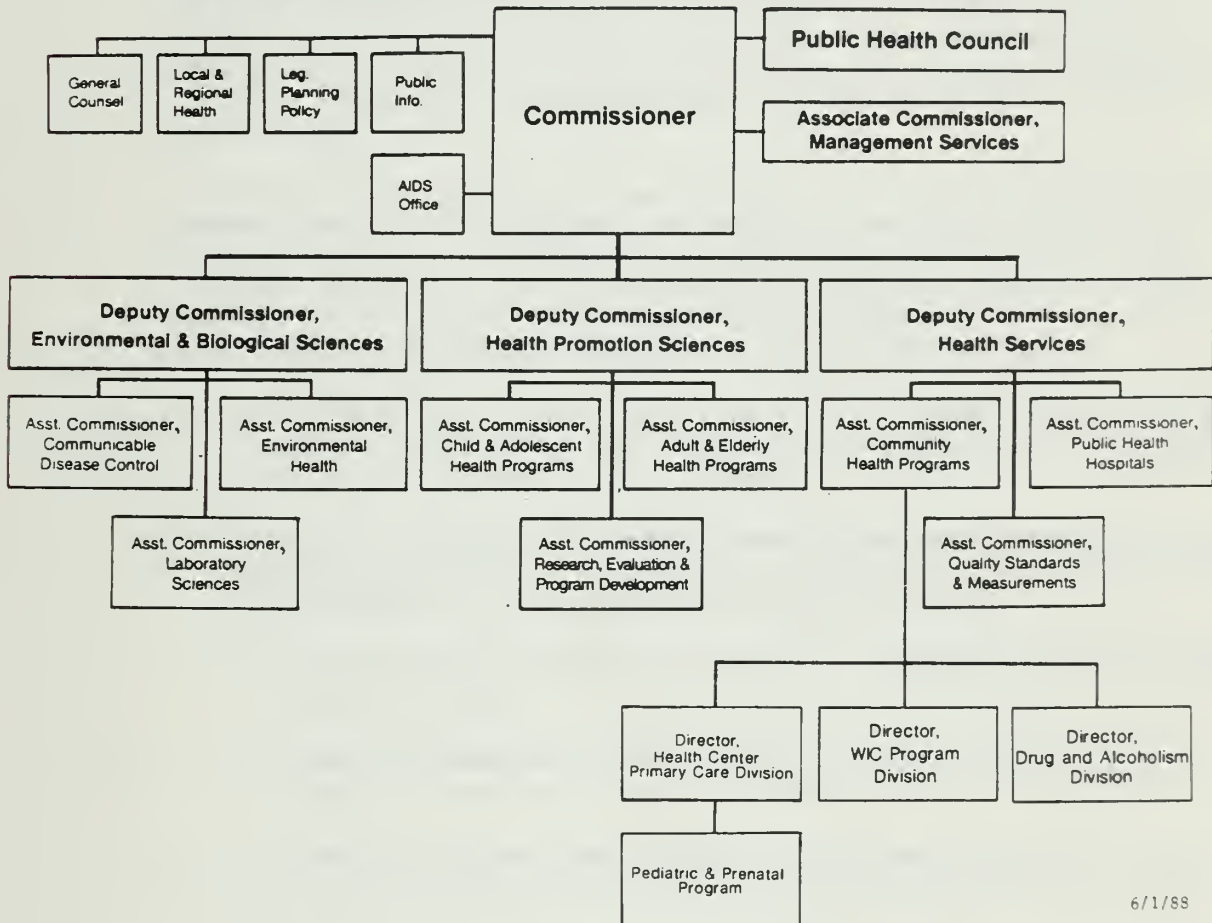 General
Counsel
Local &
Regional
Health
Leg.
Planning
Policy
Public
Info.
AIDS
Office
Commissioner
Public Health Council
Associate Commissioner,
Management Services
Deputy Commissioner,
Environmental & Biological Sciences
Deputy Commissioner,
Health Promotion Sciences
Deputy Commissioner,
Health Services
Asst. Commissioner,
Communicable
Disease Control
Asst. Commissioner,
Environmental
Health
Asst. Commissioner,
Child & Adolescent
Health Programs
Asst. Commissioner,
Adult & Elderly
Health Programs
Asst. Commissioner,
Community
Health Programs
Asst. Commissioner,
Public Health
Hospitals
Asst. Commissioner,
Laboratory
Sciences
Asst. Commissioner,
Research, Evaluation &
Program Development
Asst. Commissioner,
Quality Standards
& Measurements
Director,
Health Center
Primary Care Division
Director,
WIC Program
Division
Director,
Drug and Alcoholism
Division
Pediatric & Prenatal
Program
6/1/88